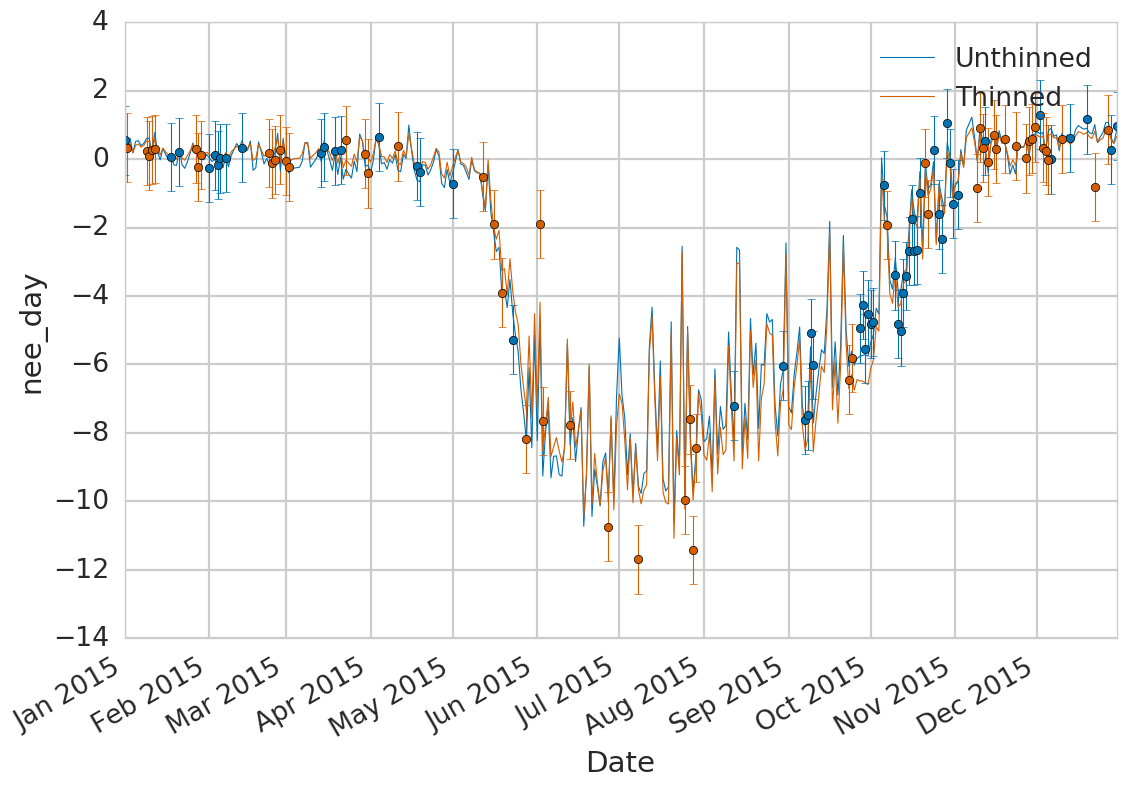 4
2
0
−2
−4
−6
−8
−10
−12
−14
nee_day
Unthinned
Thinned
Jan 2015
Feb 2015
Mar 2015
Apr 2015
May 2015
Jun 2015
Jul 2015
Aug 2015
Sep 2015
Oct 2015
Nov 2015
Dec 2015
Date